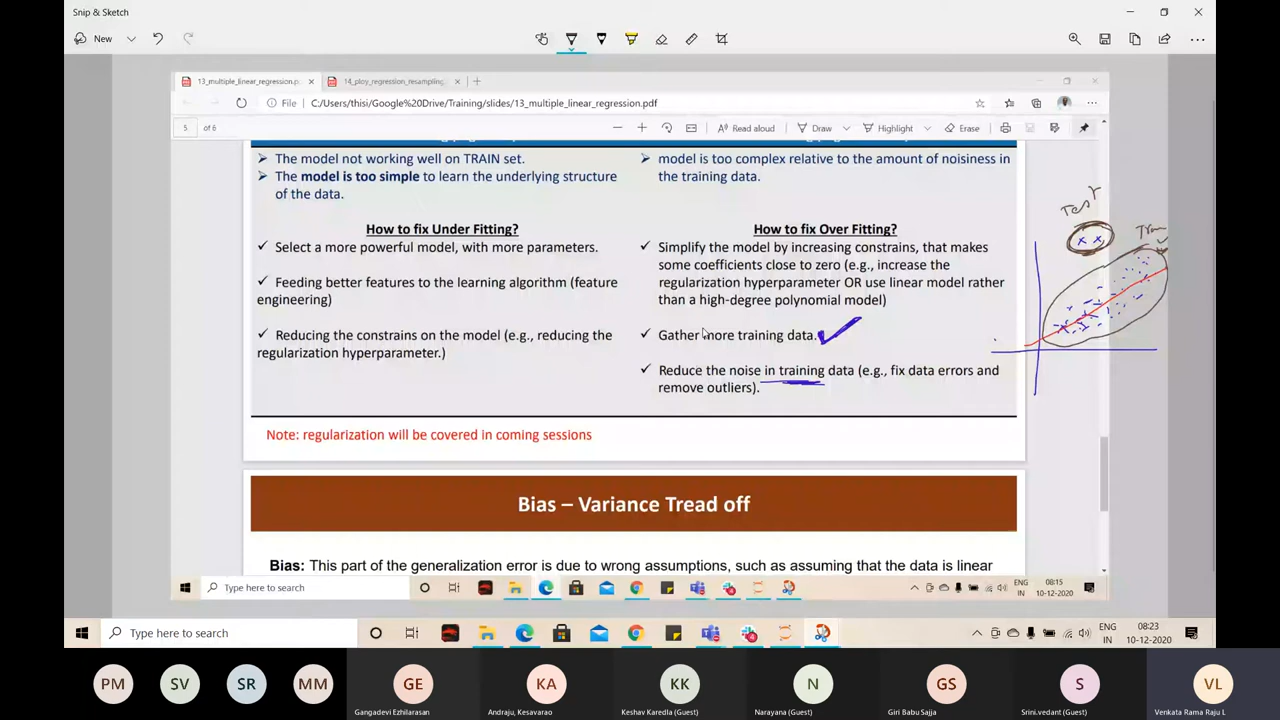 Snip & Sketch
New
13_multiple_linear_regression.p
14_ploy_regression_resampling
File
C:/Users/thisi/Google%20Drive/Training/slides/13_multiple_linear_regression.pdf
5 of 6
Read aloud
Draw
Highlight
Erase
The model not working well on TRAIN set.
The model is too simple to learn the underlying structure
of the data.
How to fix Under Fitting?
Select a more powerful model, with more parameters.
Feeding better features to the learning algorithm (feature
engineering)
Reducing the constrains on the model (e.g., reducing the
regularization hyperparameter.)
model is too complex relative to the amount of noisiness in
the training data.
How to fix Over Fitting?
Simplify the model by increasing constrains, that makes
some coefficients close to zero (e.g., increase the
regularization hyperparameter OR use linear model rather
than a high-degree polynomial model)
Gather more training data.
Reduce the noise in training data (e.g., fix data errors and
remove outliers).
Test
x x
Note: regularization will be covered in coming sessions
Bias – Variance Tread off
Bias: This part of the generalization error is due to wrong assumptions, such as assuming that the data is linear
Type here to search
ENG
IN
08:15
10-12-2020
Type here to search
ENG
IN
08:23
10-12-2020
PM
SV
SR
MM
GE
Gangadevi Ezhilarasan
KA
Andraju, Kesavarao
KK
Keshav Karedla (Guest)
N
Narayana (Guest)
GS
Giri Babu Sajja
S
Srini.vedant (Guest)
VL
Venkata Rama Raju L